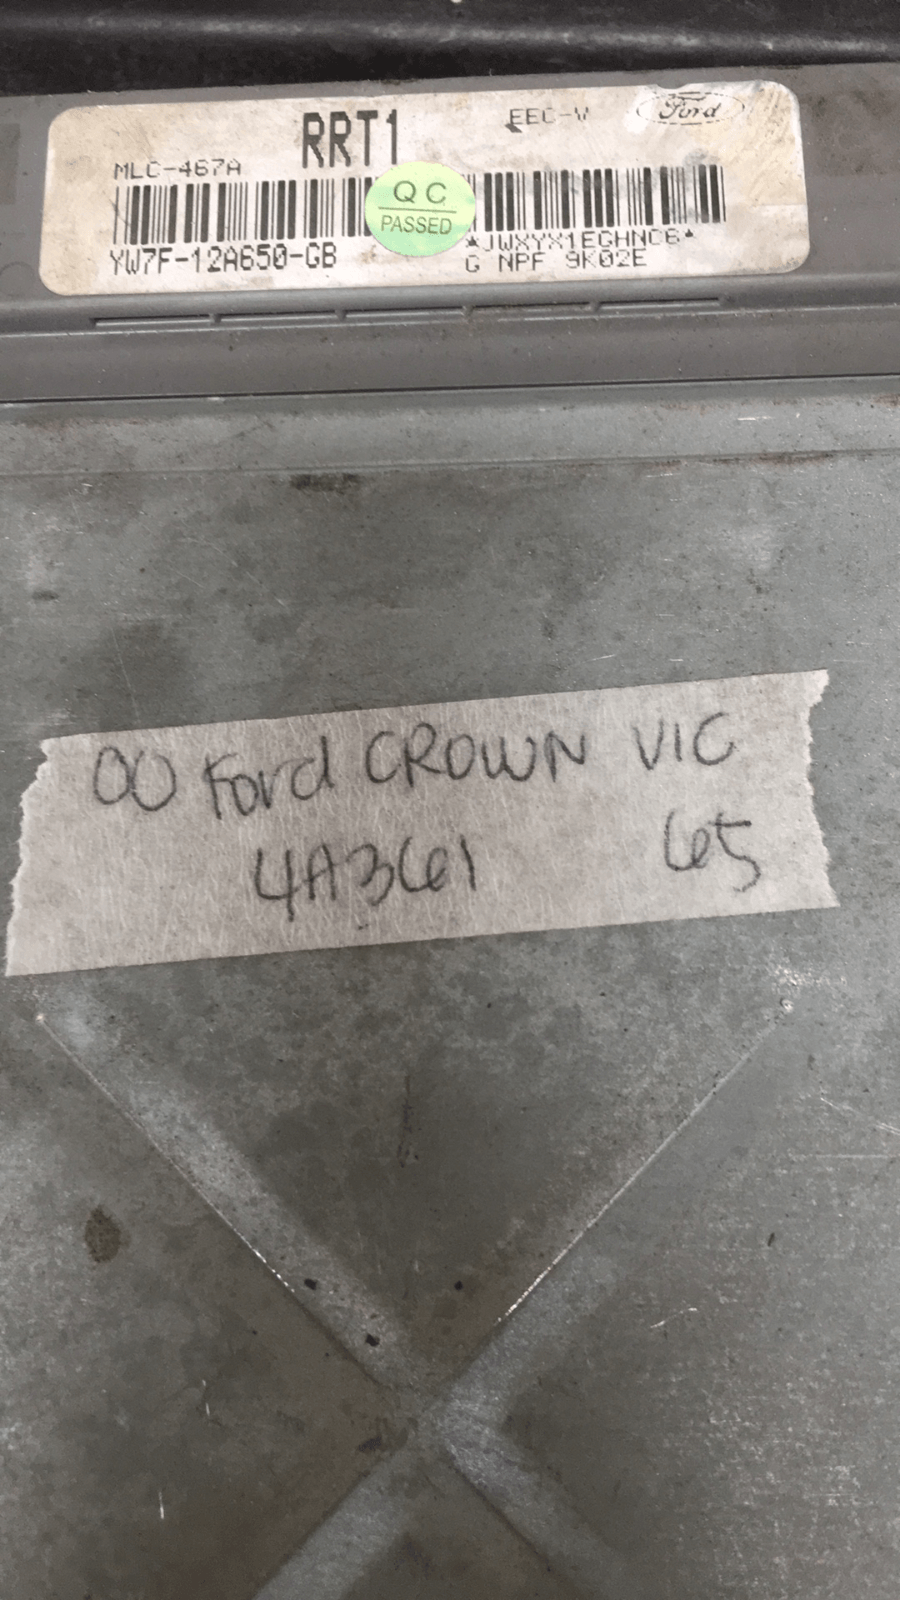 RRT1
EEC-V
Ford
MLC-467A
QC
PASSED
YW7F-12A650-GB
*JWXYX1EGHNC6*
G NPF 9K02E
00 Ford CROWN VIC
4A361 65